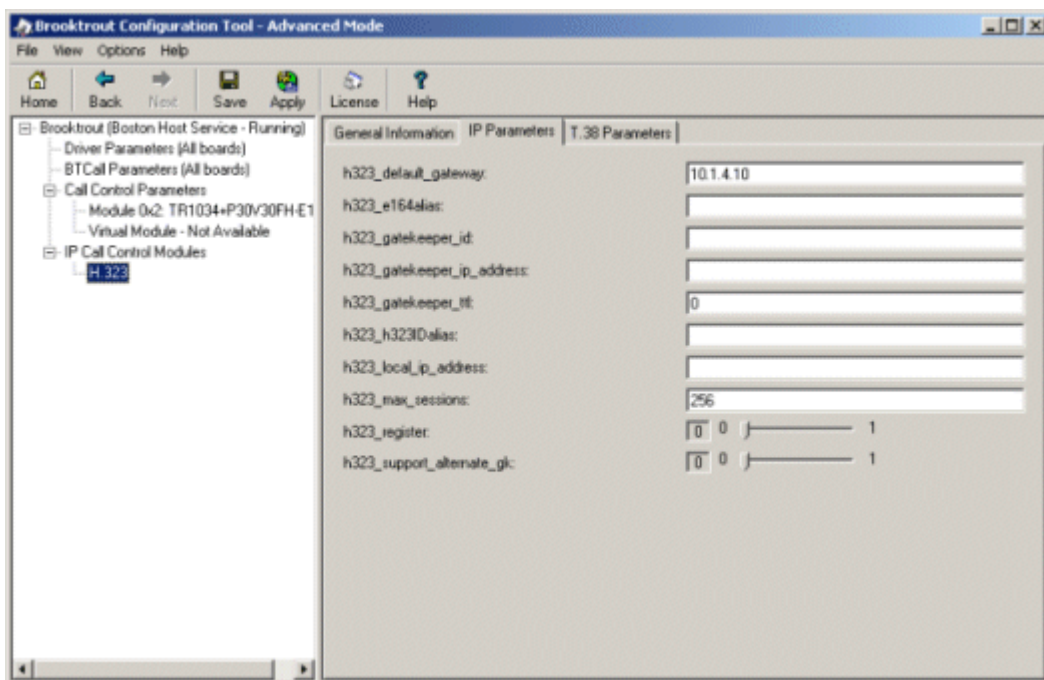 Brooktrout Configuration Tool - Advanced Mode
File View Options Help
Home Back Next Save Apply License Help
Brooktrout (Boston Host Service - Running)
Driver Parameters (All boards)
BTCall Parameters (All boards)
Call Control Parameters
Module 0x2: TR1034+P30V30FH-E1
Virtual Module - Not Available
IP Call Control Modules
H.323
General Information IP Parameters T.38 Parameters
h323_default_gateway: 10.1.4.10
h323_e164alias:
h323_gatekeeper_id:
h323_gatekeeper_ip_address:
h323_gatekeeper_ttl: 0
h323_h323IDalias:
h323_local_ip_address:
h323_max_sessions: 256
h323_register: 0 0 1
h323_support_alternate_gk: 0 0 1